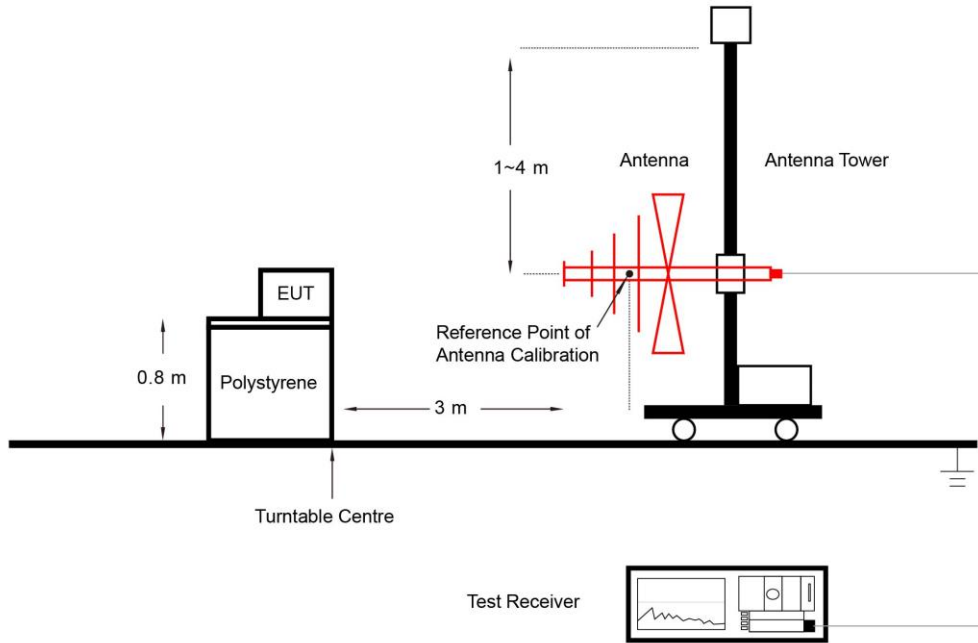 1~4 m
Antenna
Antenna Tower
EUT
Reference Point of
Antenna Calibration
0.8 m
Polystyrene
3 m
Turntable Centre
Test Receiver